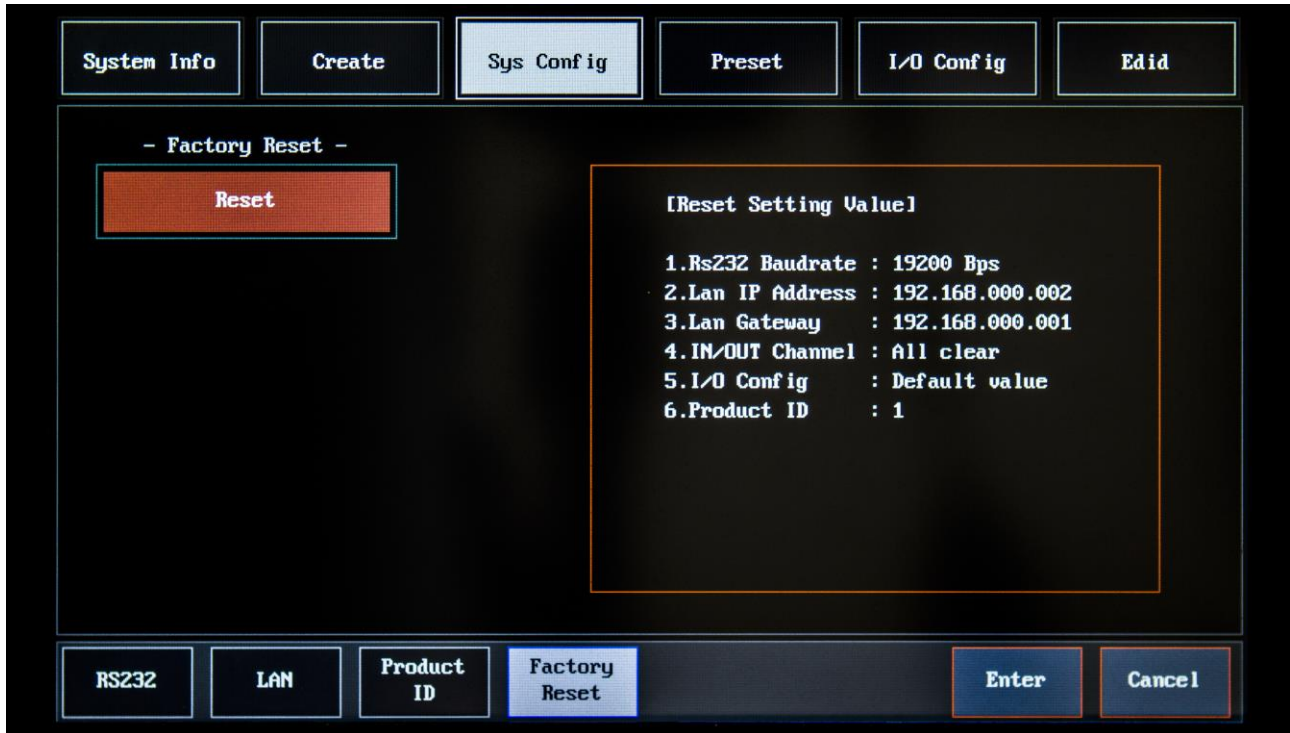 System Info
Create
Sys Config
Preset
I/O Config
Edid
- Factory Reset -
Reset
[Reset Setting Value]
1.Rs232 Baudrate : 19200 Bps
2.Lan IP Address : 192.168.000.002
3.Lan Gateway : 192.168.000.001
4.IN/OUT Channel : All clear
5.I/O Config : Default value
6.Product ID : 1
RS232
LAN
Product
ID
Factory
Reset
Enter
Cancel